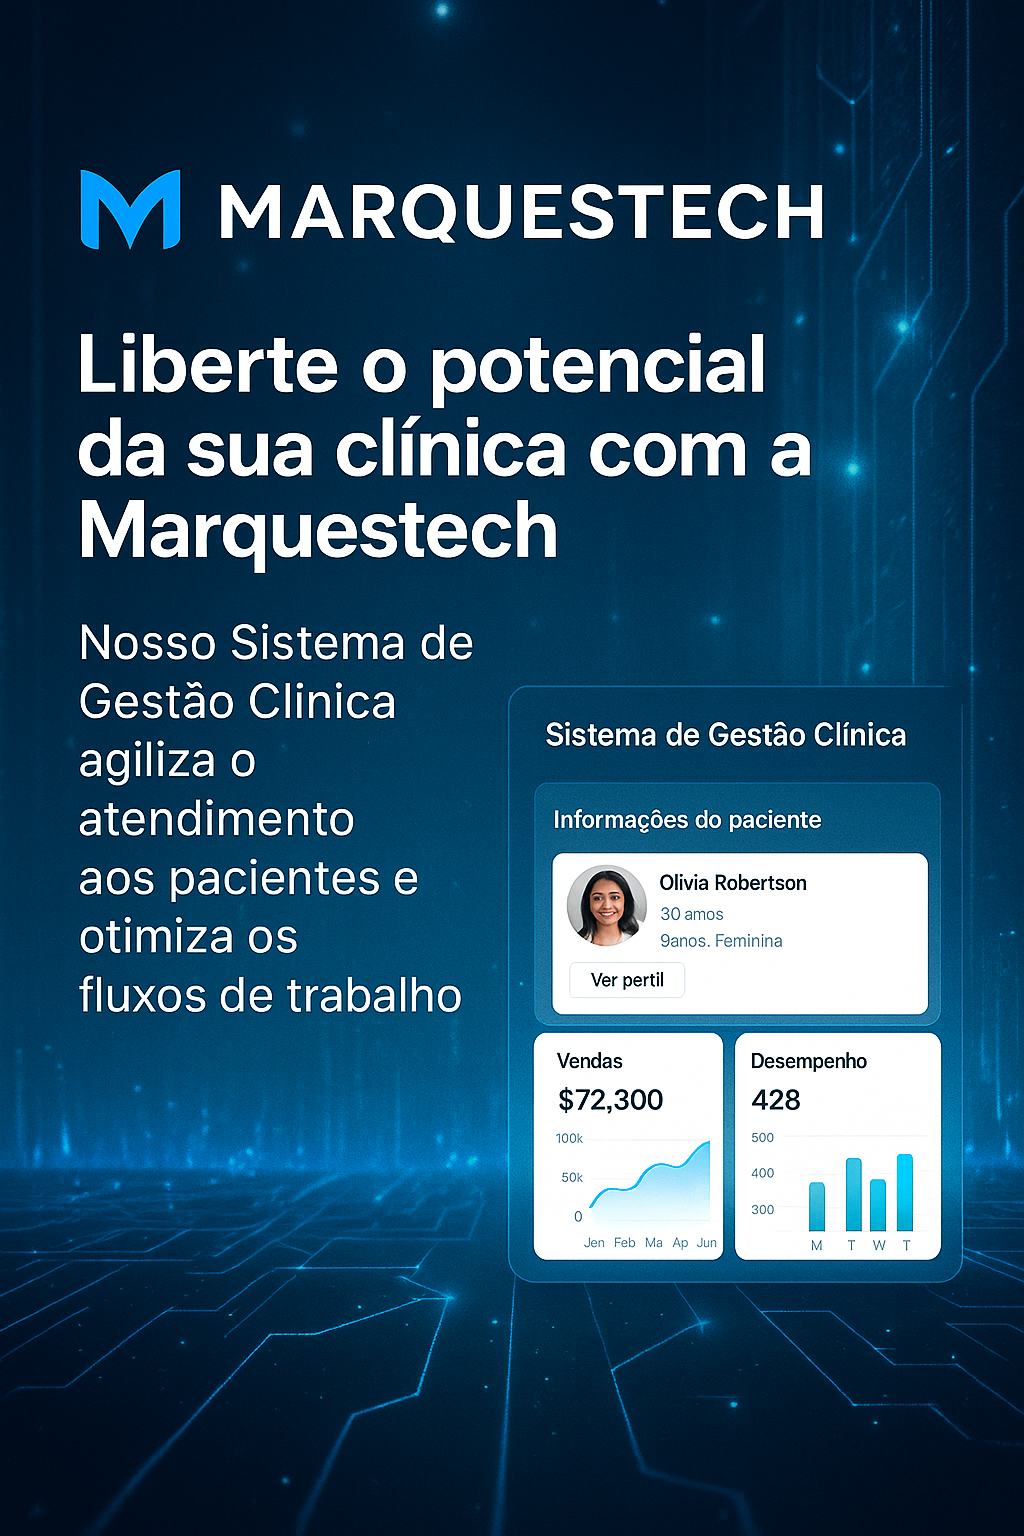 MARQUESTECH
Liberte o potencial
da sua clínica com a
Marquestech
Nosso Sistema de
Gestão Clinica
agiliza o
atendimento
aos pacientes e
otimiza os
fluxos de trabalho
Sistema de Gestâo Clínica
Informaçôes do paciente
Olivia Robertson
30 amos
9anos. Feminina
Ver pertil
Vendas
$72,300
100k
50k
0
Jen Feb Ma Ap Jun
Desempenho
428
500
400
300
M T W T